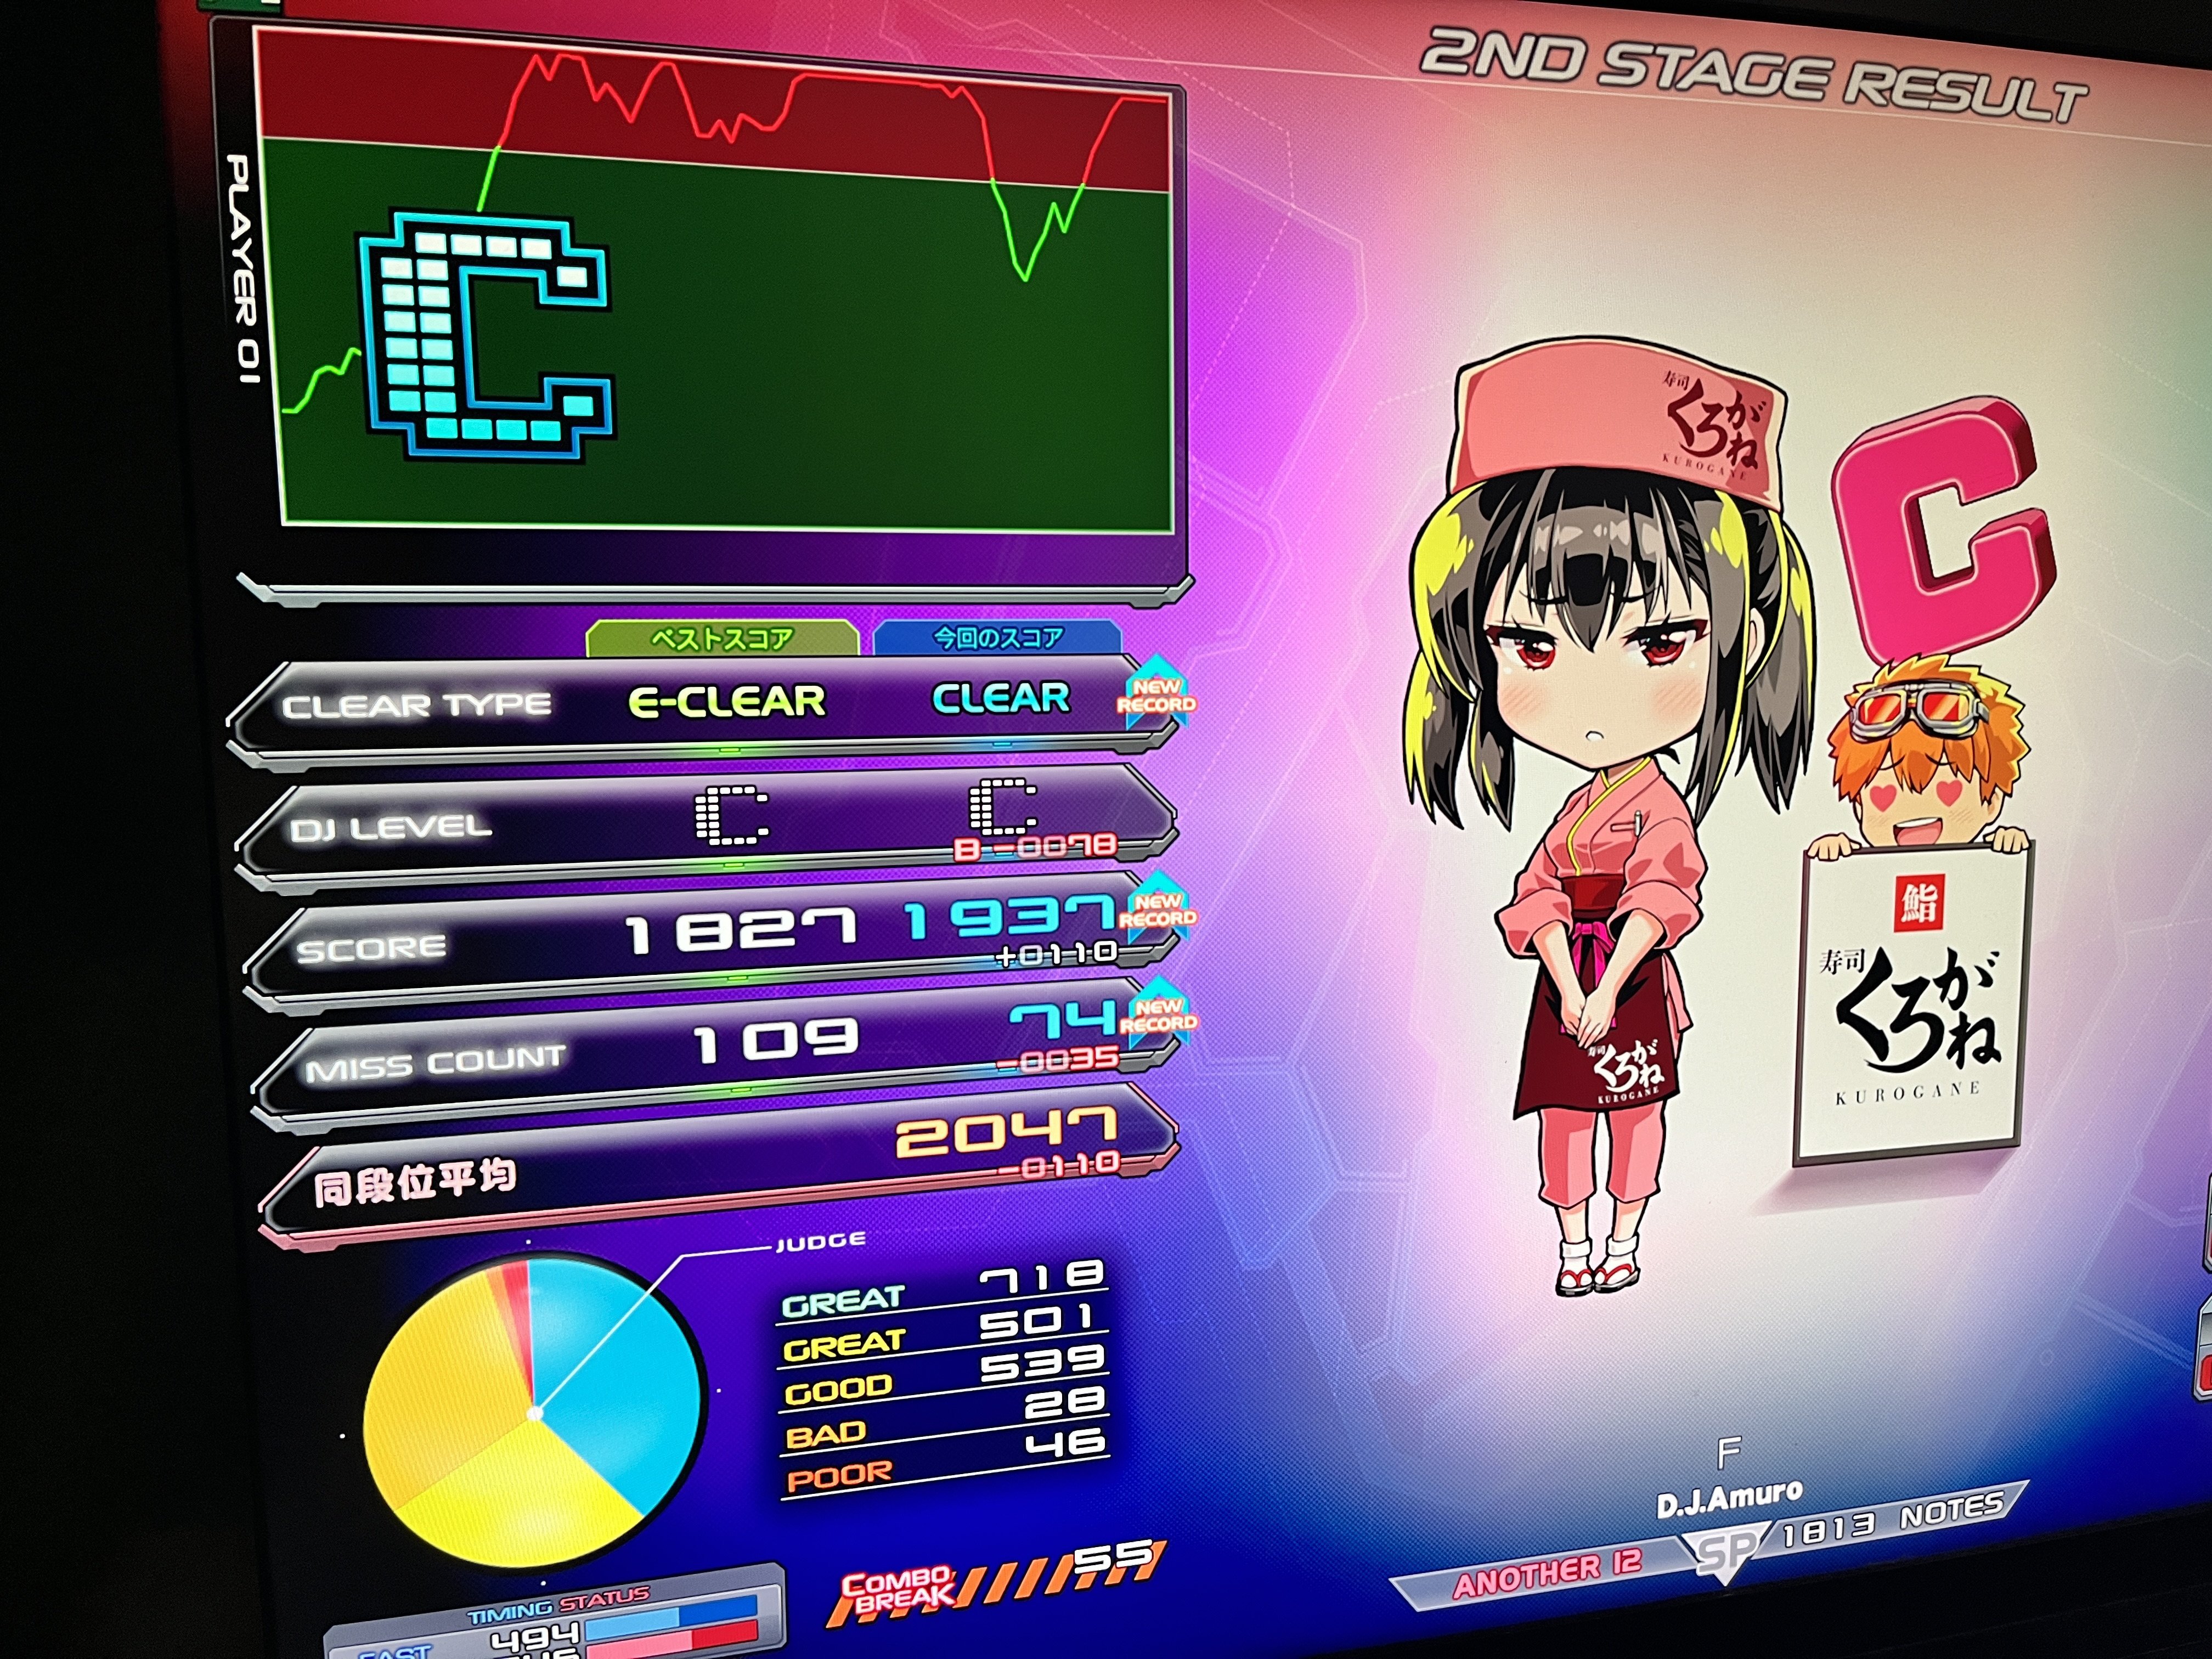 2ND STAGE RESULT
PLAYER 01
C
ベストスコア 今回のスコア
CLEAR TYPE E-CLEAR CLEAR NEW RECORD
DJ LEVEL C C
B -0078
SCORE 1827 1937 NEW RECORD
+0110
MISS COUNT 109 74 NEW RECORD
-0035
同段位平均 2047
-0110
JUDGE
GREAT 718
GREAT 501
GOOD 539
BAD 28
POOR 46
COMBO BREAK 55
TIMING STATUS
FAST 494
寿司
くろがね
KUROGANE
C
鮨
寿司
くろがね
KUROGANE
寿司
くろがね
KUROGANE
F
D.J.Amuro
ANOTHER 12 SP 1813 NOTES